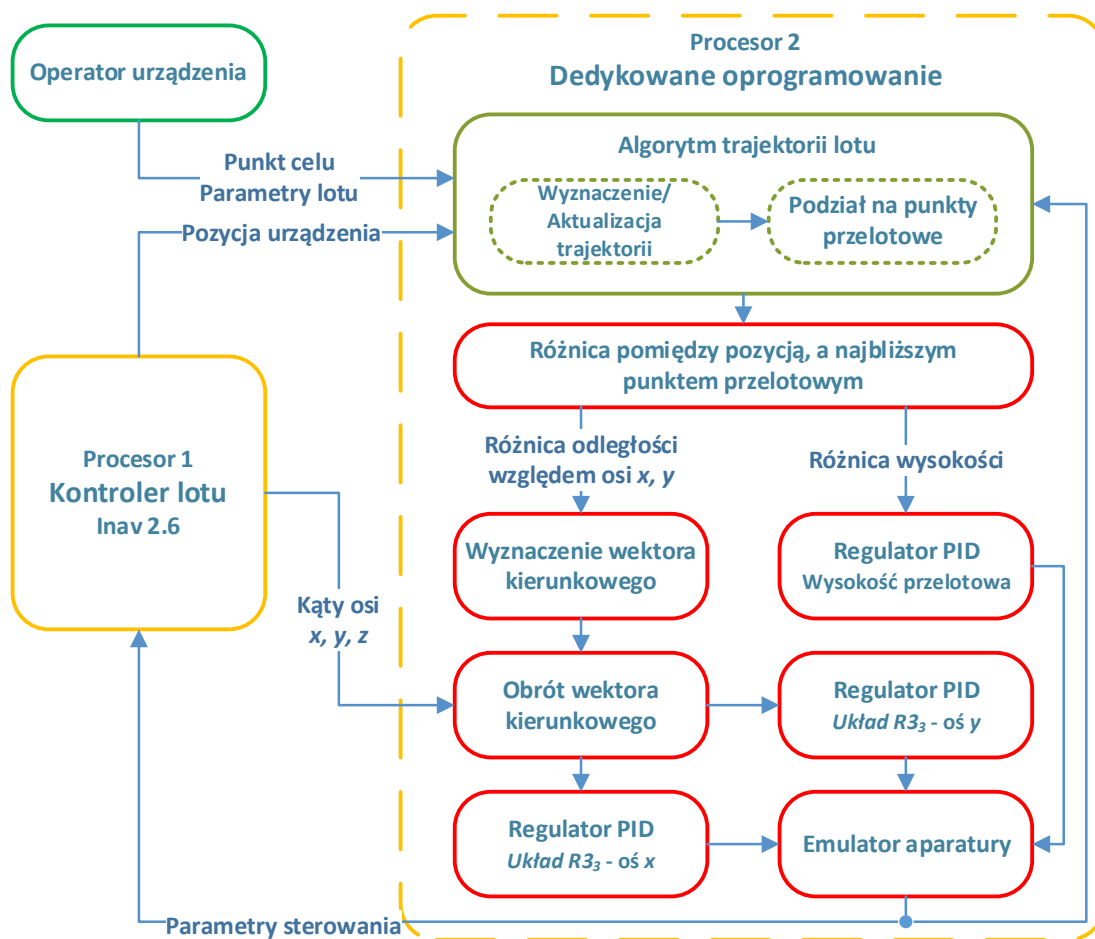 Operator urządzenia
Procesor 2
Dedykowane oprogramowanie
Algorytm trajektorii lotu
Punkt celu
Parametry lotu
Wyznaczenie/
Aktualizacja
trajektorii
Podział na punkty
przelotowe
Pozycja urządzenia
Różnica pomiędzy pozycją, a najbliższym
punktem przelotowym
Różnica odległości
względem osi x, y
Różnica wysokości
Procesor 1
Kontroler lotu
Inav 2.6
Wyznaczenie wektora
kierunkowego
Regulator PID
Wysokość przelotowa
Kąty osi
x, y, z
Obrót wektora
kierunkowego
Regulator PID
Układ R3₃ - oś y
Regulator PID
Układ R3₃ - oś x
Emulator aparatury
Parametry sterowania